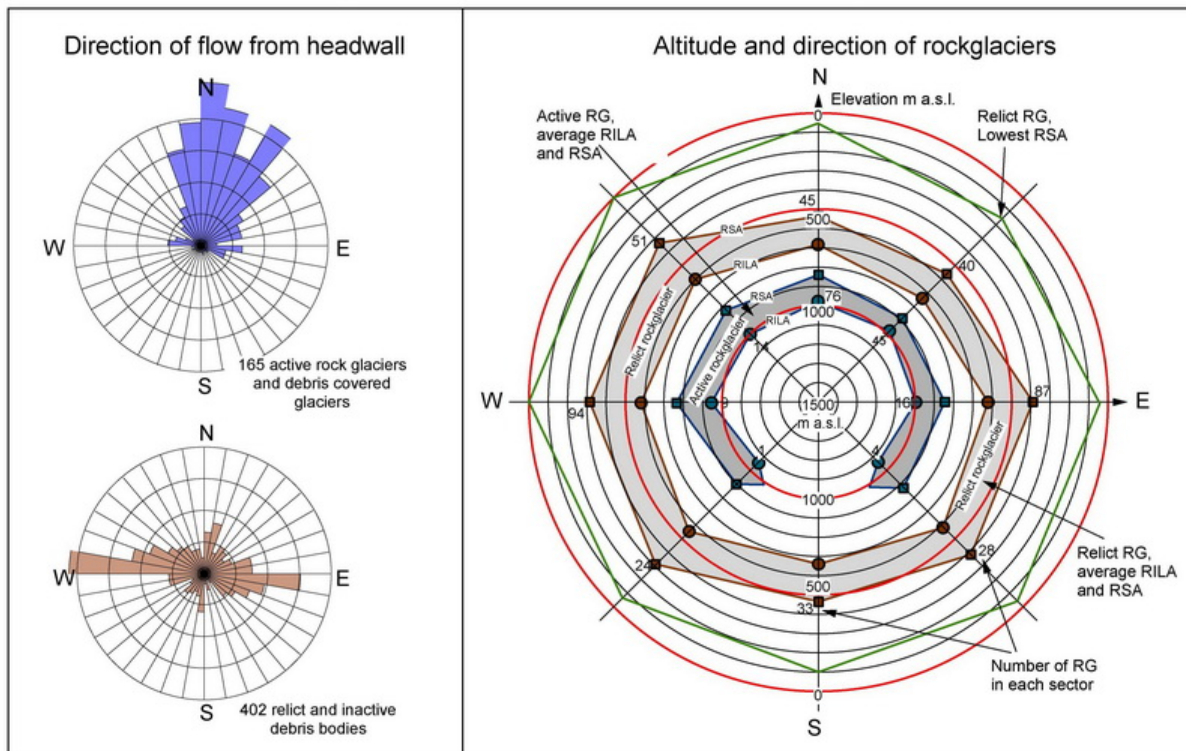 Direction of flow from headwall
N
W
E
S
165 active rock glaciers
and debris covered
glaciers
N
W
E
S
402 relict and inactive
debris bodies
Altitude and direction of rockglaciers
N
Elevation m a.s.l.
0
Active RG,
average RILA
and RSA
Relict RG,
Lowest RSA
45
500
51
RSA
40
RILA
RSA
76
1000
RILA
45
14
Relict rockglacier
Active rockglacier
W
94
9
1500
m a.s.l.
16
87
E
1
4
Relict rockglacier
1000
24
28
500
33
Relict RG,
average RILA
and RSA
Number of RG
in each sector
0
S